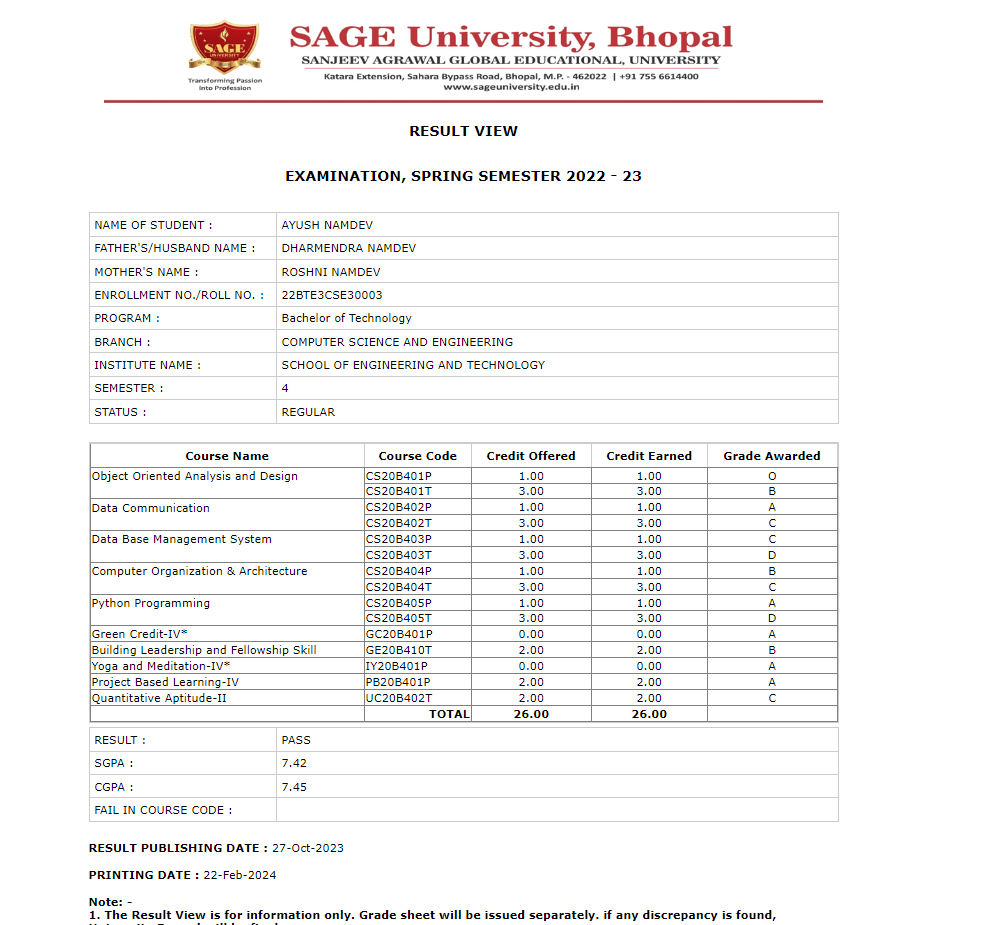 SAGE
UNIVERSITY
Transforming Passion
Into Profession
SAGE University, Bhopal
SANJEEV AGRAWAL GLOBAL EDUCATIONAL, UNIVERSITY
Katara Extension, Sahara Bypass Road, Bhopal, M.P. - 462022 | +91 755 6614400
www.sageuniversity.edu.in
RESULT VIEW
EXAMINATION, SPRING SEMESTER 2022 - 23
NAME OF STUDENT : AYUSH NAMDEV
FATHER'S/HUSBAND NAME : DHARMENDRA NAMDEV
MOTHER'S NAME : ROSHNI NAMDEV
ENROLLMENT NO./ROLL NO. : 22BTE3CSE30003
PROGRAM : Bachelor of Technology
BRANCH : COMPUTER SCIENCE AND ENGINEERING
INSTITUTE NAME : SCHOOL OF ENGINEERING AND TECHNOLOGY
SEMESTER : 4
STATUS : REGULAR
Course Name Course Code Credit Offered Credit Earned Grade Awarded
Object Oriented Analysis and Design CS20B401P 1.00 1.00 O
CS20B401T 3.00 3.00 B
Data Communication CS20B402P 1.00 1.00 A
CS20B402T 3.00 3.00 C
Data Base Management System CS20B403P 1.00 1.00 C
CS20B403T 3.00 3.00 D
Computer Organization & Architecture CS20B404P 1.00 1.00 B
CS20B404T 3.00 3.00 C
Python Programming CS20B405P 1.00 1.00 A
CS20B405T 3.00 3.00 D
Green Credit-IV* GC20B401P 0.00 0.00 A
Building Leadership and Fellowship Skill GE20B410T 2.00 2.00 B
Yoga and Meditation-IV* IY20B401P 0.00 0.00 A
Project Based Learning-IV PB20B401P 2.00 2.00 A
Quantitative Aptitude-II UC20B402T 2.00 2.00 C
TOTAL 26.00 26.00
RESULT : PASS
SGPA : 7.42
CGPA : 7.45
FAIL IN COURSE CODE :
RESULT PUBLISHING DATE : 27-Oct-2023
PRINTING DATE : 22-Feb-2024
Note: -
1. The Result View is for information only. Grade sheet will be issued separately. if any discrepancy is found,